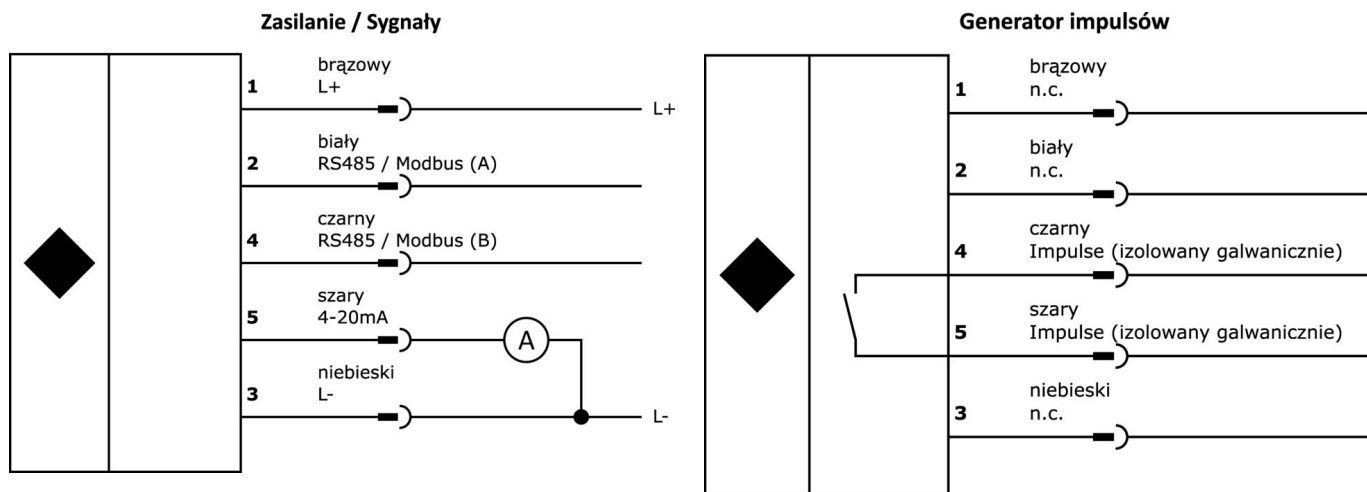 Zasilanie / Sygnały
brązowy
1 L+
L+
biały
2 RS485 / Modbus (A)
czarny
4 RS485 / Modbus (B)
szary
5 4-20mA
A
niebieski
3 L-
L-
Generator impulsów
brązowy
1 n.c.
biały
2 n.c.
czarny
4 Impulse (izolowany galwanicznie)
szary
5 Impulse (izolowany galwanicznie)
niebieski
3 n.c.